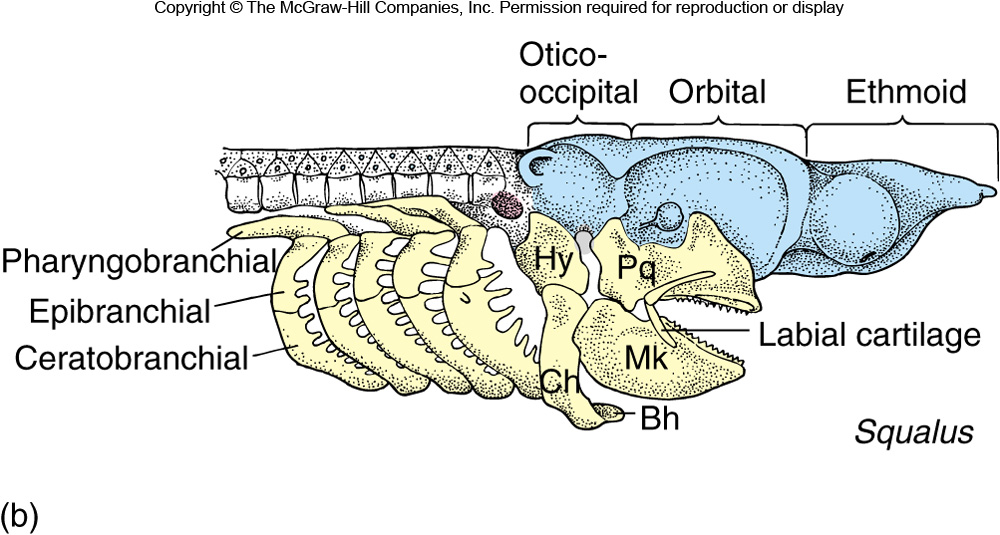 Copyright © The McGraw-Hill Companies, Inc. Permission required for reproduction or display
Otico-
occipital
Orbital
Ethmoid
Pharyngobranchial
Epibranchial
Ceratobranchial
Hy
Pq
Mk
Ch
Bh
Labial cartilage
Squalus
(b)